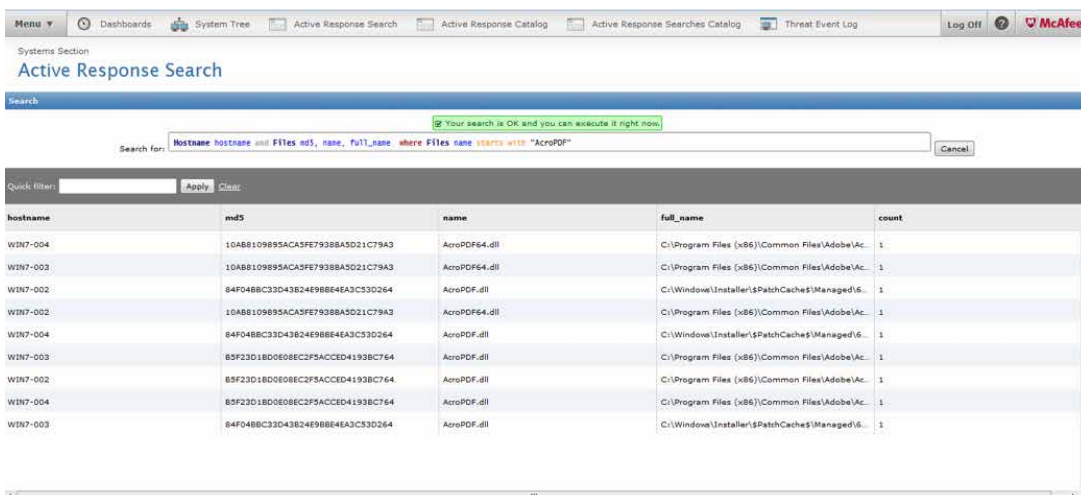 Menu ▼ Dashboards System Tree Active Response Search Active Response Catalog Active Response Searches Catalog Threat Event Log Log Off ? McAfee
Systems Section
Active Response Search
Search
Your search is OK and you can execute it right now.
Search for: Hostname hostname and Files md5, name, full_name where Files name starts with "AcroPDF" Cancel
Quick filter: Apply Clear
hostname md5 name full_name count
WIN7-004 10AB8109895ACA5FE7938BA5D21C79A3 AcroPDF64.dll C:\Program Files (x86)\Common Files\Adobe\Ac... 1
WIN7-003 10AB8109895ACA5FE7938BA5D21C79A3 AcroPDF64.dll C:\Program Files (x86)\Common Files\Adobe\Ac... 1
WIN7-002 84F04BBC33D43B24E9BBE4EA3C53D264 AcroPDF.dll C:\Windows\Installer\$PatchCache$\Managed\6... 1
WIN7-002 10AB8109895ACA5FE7938BA5D21C79A3 AcroPDF64.dll C:\Program Files (x86)\Common Files\Adobe\Ac... 1
WIN7-004 84F04BBC33D43B24E9BBE4EA3C53D264 AcroPDF.dll C:\Windows\Installer\$PatchCache$\Managed\6... 1
WIN7-003 B5F23D1BD0E08EC2F5ACCED4193BC764 AcroPDF.dll C:\Program Files (x86)\Common Files\Adobe\Ac... 1
WIN7-002 B5F23D1BD0E08EC2F5ACCED4193BC764 AcroPDF.dll C:\Program Files (x86)\Common Files\Adobe\Ac... 1
WIN7-004 B5F23D1BD0E08EC2F5ACCED4193BC764 AcroPDF.dll C:\Program Files (x86)\Common Files\Adobe\Ac... 1
WIN7-003 84F04BBC33D43B24E9BBE4EA3C53D264 AcroPDF.dll C:\Windows\Installer\$PatchCache$\Managed\6... 1